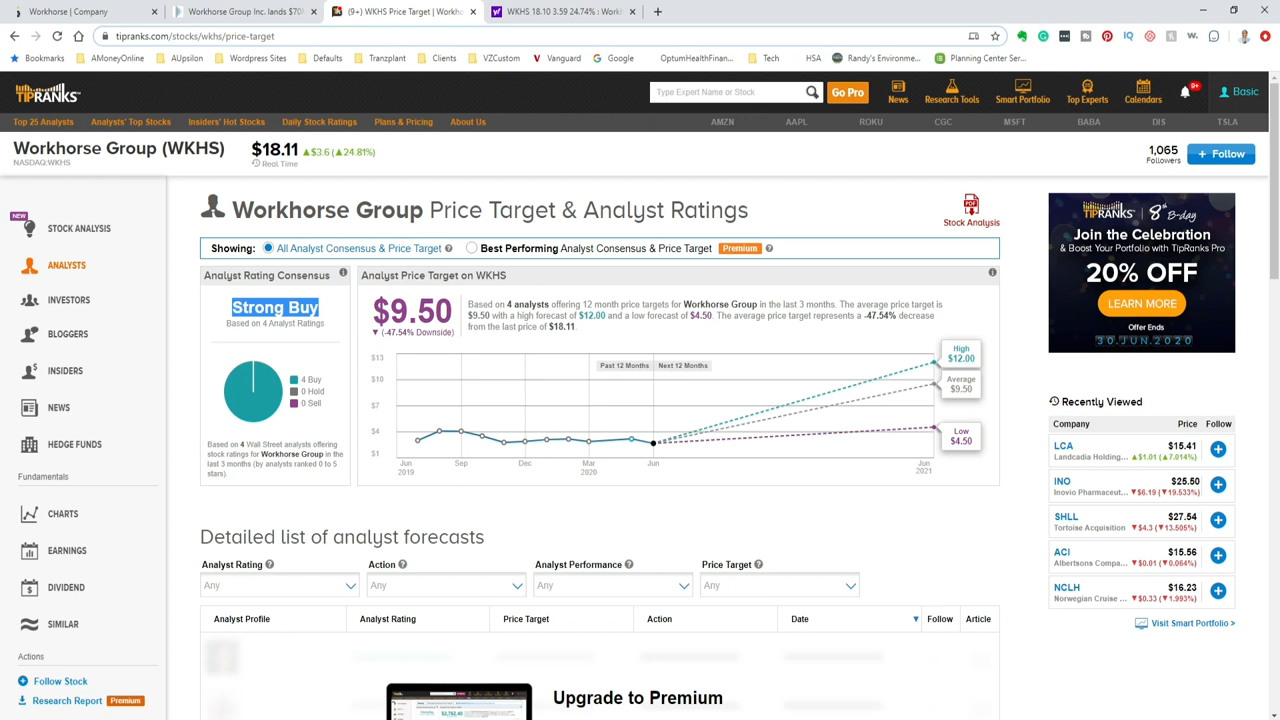 Workhorse | Company
Workhorse Group Inc. lands $70
(9+) WKHS Price Target | Workho
WKHS 18.10 3.59 24.74% : Work
tipranks.com/stocks/wkhs/price-target
Bookmarks AMoneyOnline AUpsilon Wordpress Sites Defaults Tranzplant Clients VZCustom Vanguard Google OptumHealthFinan... Tech HSA Randy's Environme... Planning Center Ser...
TIPRANKS
Type Expert Name or Stock
Go Pro
News Research Tools Smart Portfolio Top Experts Calendars 9+ Basic
Top 25 Analysts Analysts' Top Stocks Insiders' Hot Stocks Daily Stock Ratings Plans & Pricing About Us AMZN AAPL ROKU CGC MSFT BABA DIS TSLA
Workhorse Group (WKHS)
NASDAQ:WKHS
$18.11 ▲$3.6 (▲24.81%)
Real Time
1,065
Followers
+ Follow
NEW
STOCK ANALYSIS
ANALYSTS
INVESTORS
BLOGGERS
INSIDERS
NEWS
HEDGE FUNDS
Fundamentals
CHARTS
EARNINGS
DIVIDEND
SIMILAR
Actions
Follow Stock
Research Report Premium
Workhorse Group Price Target & Analyst Ratings
PDF
Stock Analysis
Showing: All Analyst Consensus & Price Target Best Performing Analyst Consensus & Price Target Premium
Analyst Rating Consensus
Strong Buy
Based on 4 Analyst Ratings
4 Buy
0 Hold
0 Sell
Based on 4 Wall Street analysts offering
stock ratings for Workhorse Group in the
last 3 months (by analysts ranked 0 to 5
stars).
Analyst Price Target on WKHS
$9.50
▼(-47.54% Downside)
Based on 4 analysts offering 12 month price targets for Workhorse Group in the last 3 months. The average price target is
$9.50 with a high forecast of $12.00 and a low forecast of $4.50. The average price target represents a -47.54% decrease
from the last price of $18.11.
$13
$10
$7
$4
$1
Past 12 Months Next 12 Months
High
$12.00
Average
$9.50
Low
$4.50
Jun
2019
Sep
Dec
Mar
2020
Jun
Jun
2021
Detailed list of analyst forecasts
Analyst Rating Action Analyst Performance Price Target
Any Any Any Any
Analyst Profile Analyst Rating Price Target Action Date ▼ Follow Article
Upgrade to Premium
TIPRANKS 8th B-day
Join the Celebration
& Boost Your Portfolio with TipRanks Pro
20% OFF
LEARN MORE
Offer Ends
30.JUN.2020
Recently Viewed
Company Price Follow
LCA $15.41
Landcadia Holding... ▲$1.01 (▲7.014%)
INO $25.50
Inovio Pharmaceut... ▼$6.19 (▼19.533%)
SHLL $27.54
Tortoise Acquisition ▼$4.3 (▼13.505%)
ACI $15.56
Albertsons Compa... ▼$0.01 (▼0.064%)
NCLH $16.23
Norwegian Cruise ... ▼$0.33 (▼1.993%)
Visit Smart Portfolio >